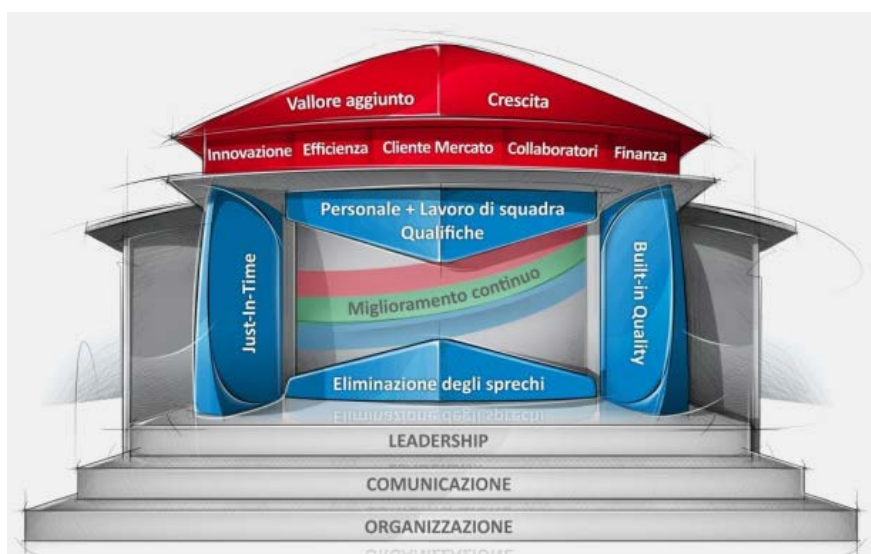 Vallore aggiunto
Crescita
Innovazione
Efficienza
Cliente Mercato
Collaboratori
Finanza
Personale + Lavoro di squadra
Qualifiche
Just-In-Time
Miglioramento continuo
Built-in Quality
Eliminazione degli sprechi
LEADERSHIP
COMUNICAZIONE
ORGANIZZAZIONE